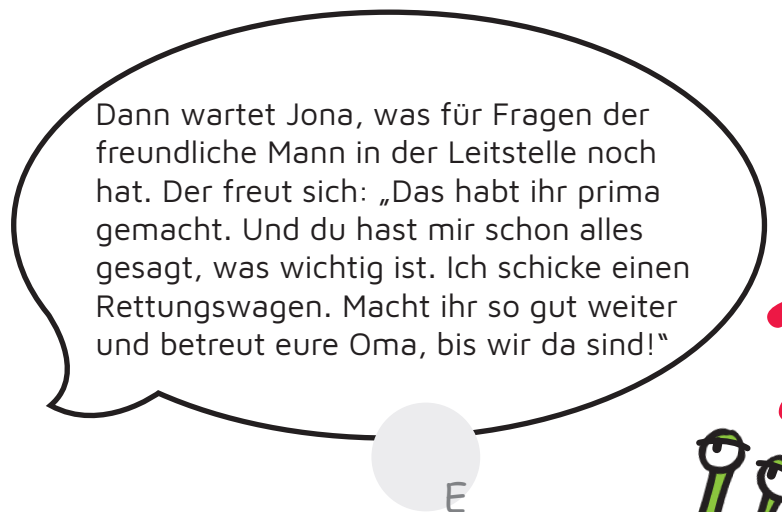 Dann wartet Jona, was für Fragen der
freundliche Mann in der Leitstelle noch
hat. Der freut sich: „Das habt ihr prima
gemacht. Und du hast mir schon alles
gesagt, was wichtig ist. Ich schicke einen
Rettungswagen. Macht ihr so gut weiter
und betreut eure Oma, bis wir da sind!“
E